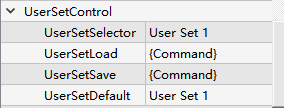 UserSetControl
UserSetSelector User Set 1
UserSetLoad {Command}
UserSetSave {Command}
UserSetDefault User Set 1